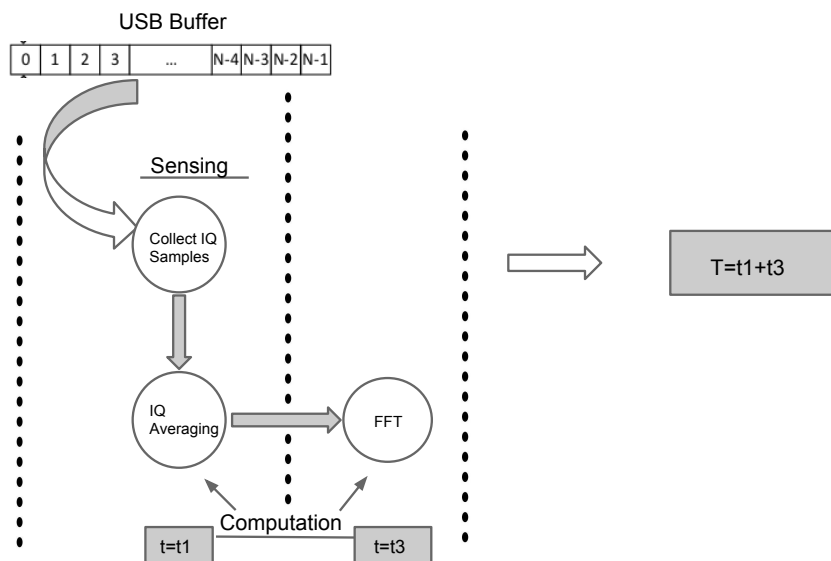 USB Buffer
0 1 2 3 ... N-4 N-3 N-2 N-1
Sensing
Collect IQ
Samples
T=t1+t3
IQ
Averaging
FFT
Computation
t=t1
t=t3